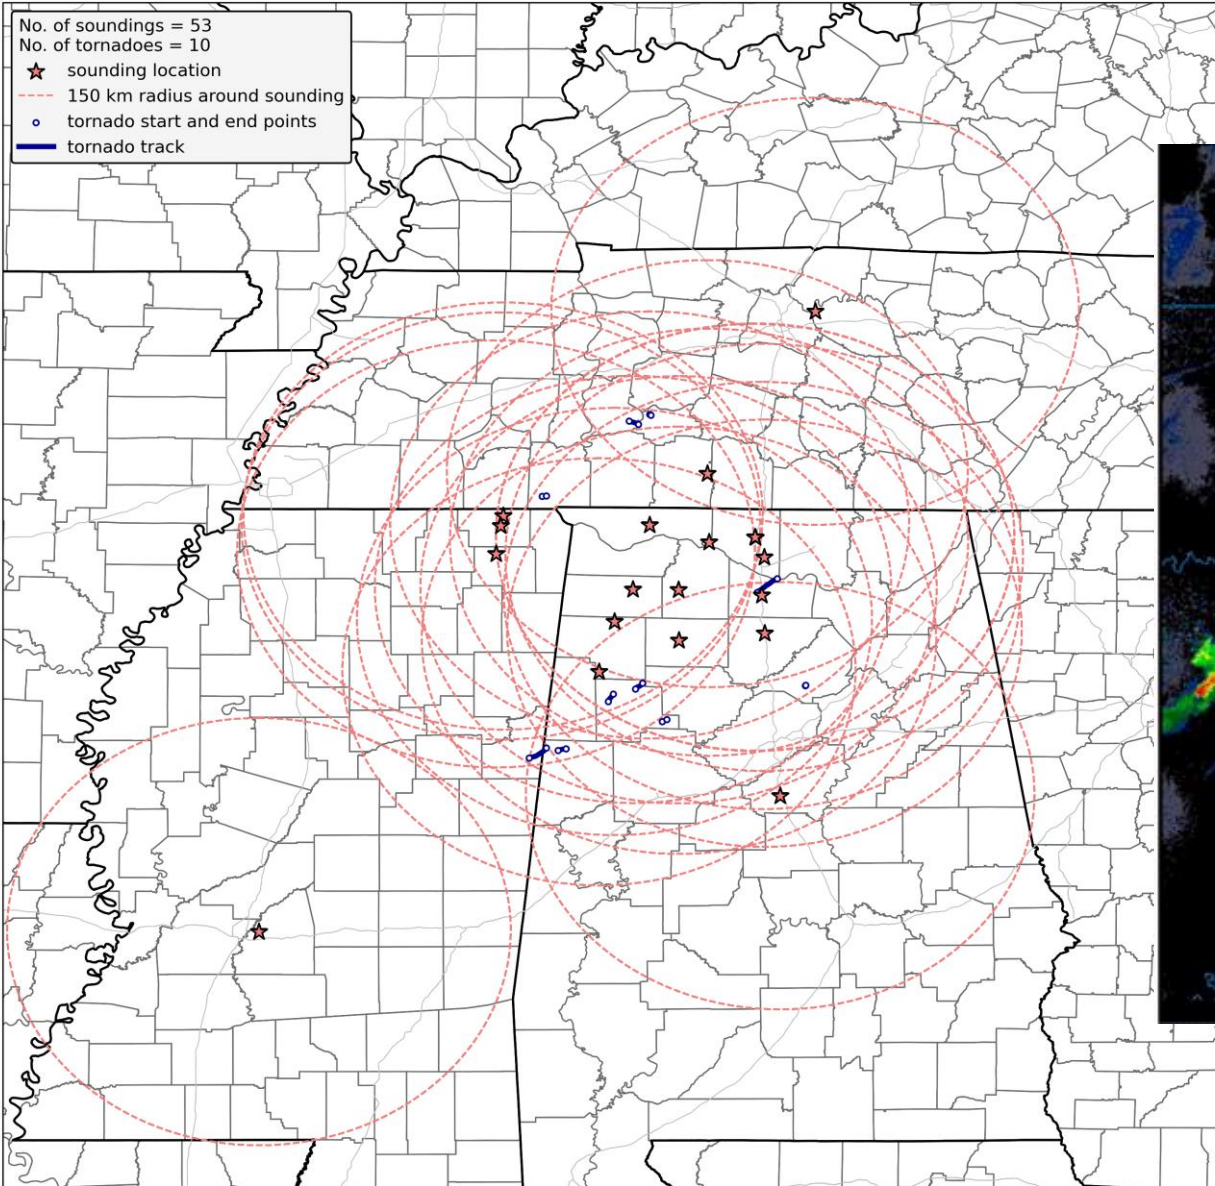 No. of soundings = 53
No. of tornadoes = 10
sounding location
150 km radius around sounding
tornado start and end points
tornado track